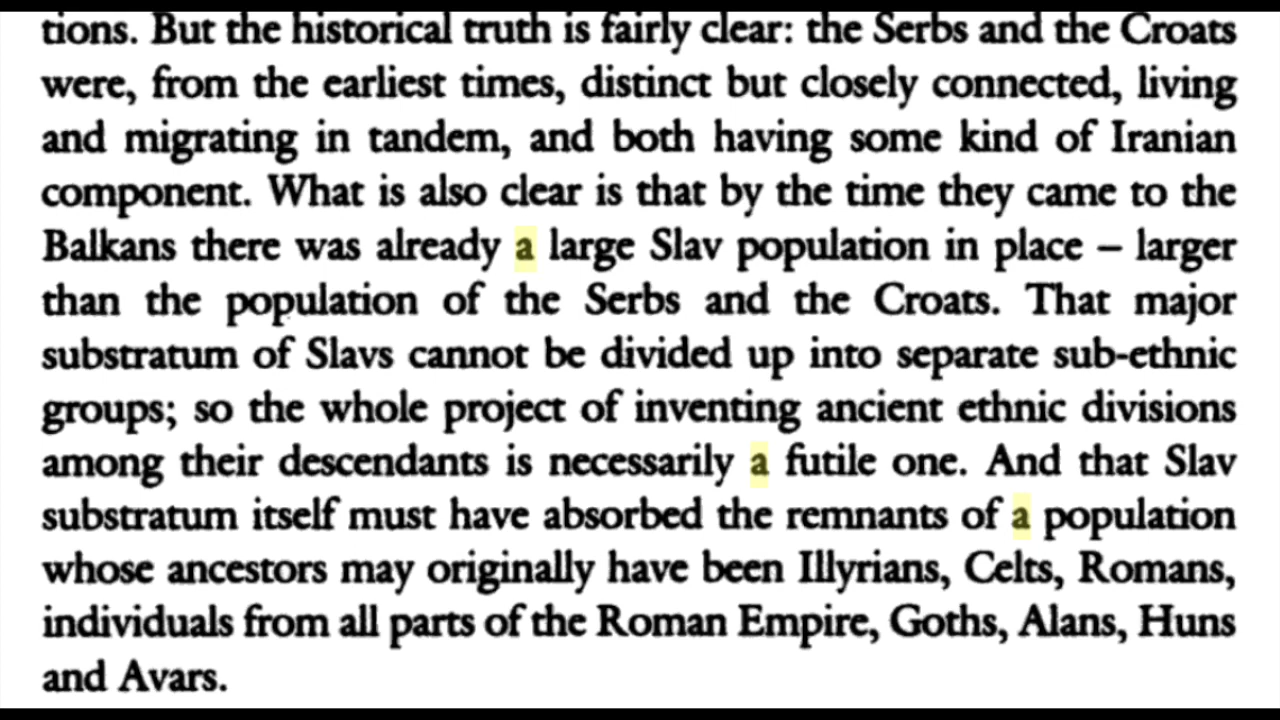 tions. But the historical truth is fairly clear: the Serbs and the Croats
were, from the earliest times, distinct but closely connected, living
and migrating in tandem, and both having some kind of Iranian
component. What is also clear is that by the time they came to the
Balkans there was already a large Slav population in place – larger
than the population of the Serbs and the Croats. That major
substratum of Slavs cannot be divided up into separate sub-ethnic
groups; so the whole project of inventing ancient ethnic divisions
among their descendants is necessarily a futile one. And that Slav
substratum itself must have absorbed the remnants of a population
whose ancestors may originally have been Illyrians, Celts, Romans,
individuals from all parts of the Roman Empire, Goths, Alans, Huns
and Avars.